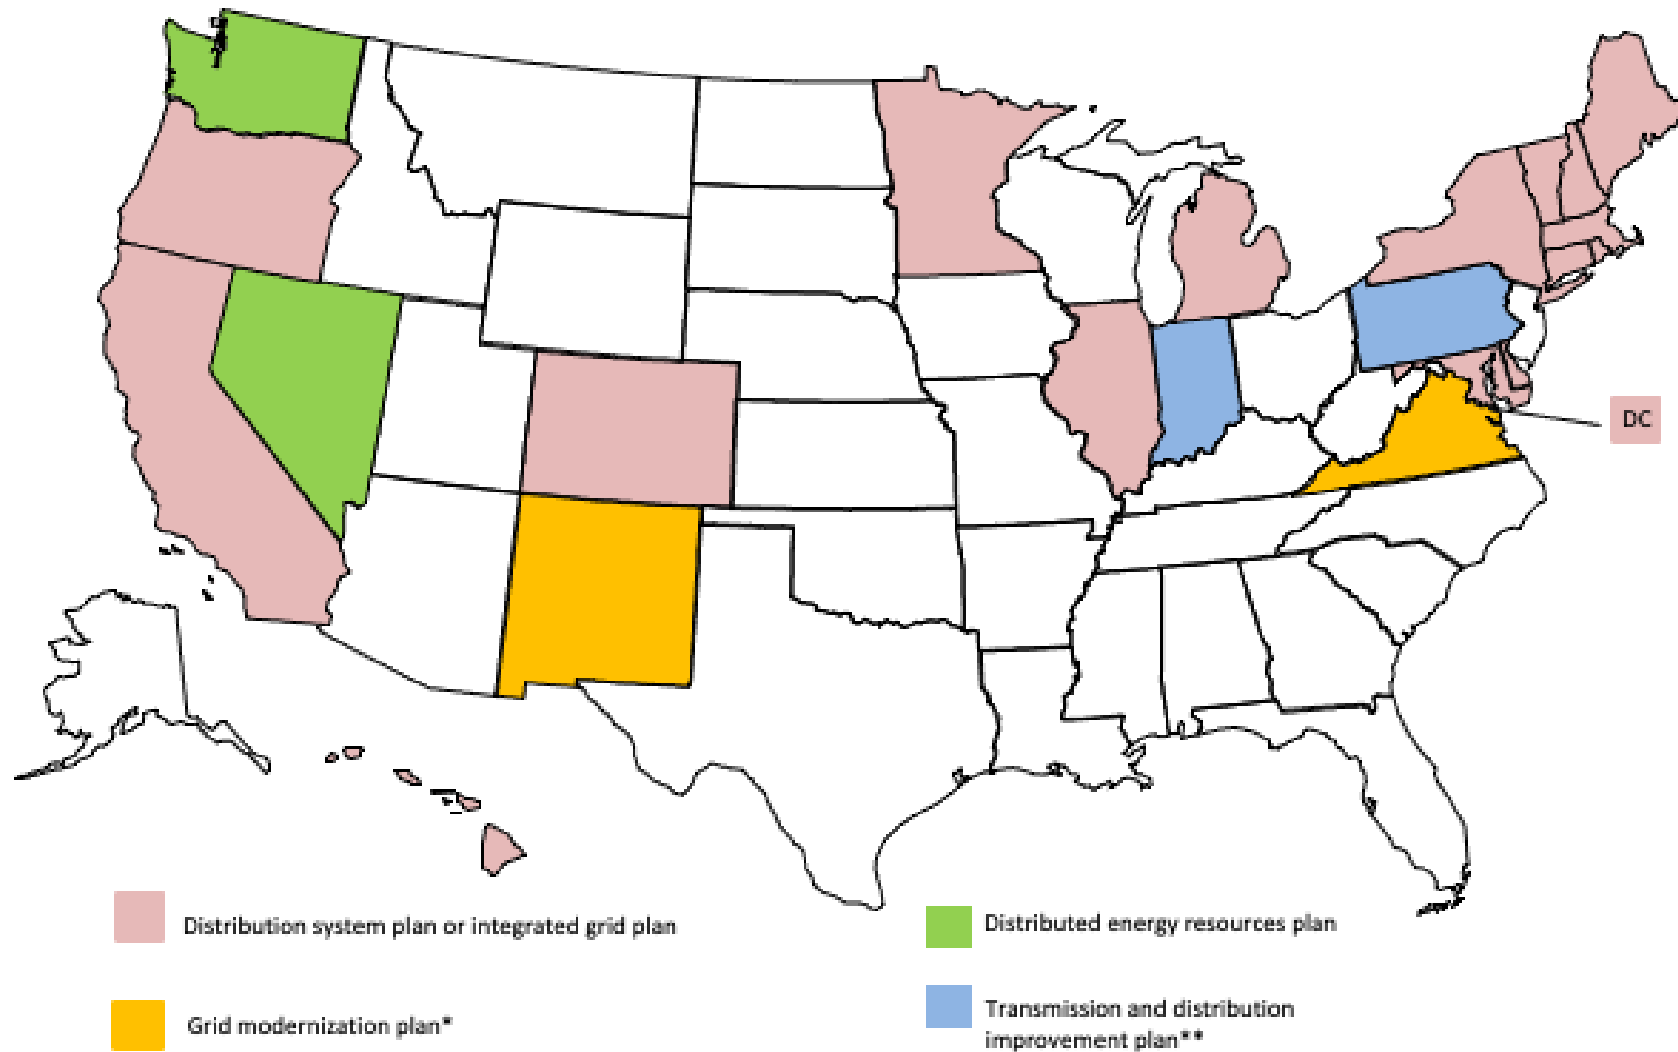 DC
Distribution system plan or integrated grid plan
Distributed energy resources plan
Grid modernization plan*
Transmission and distribution
improvement plan**